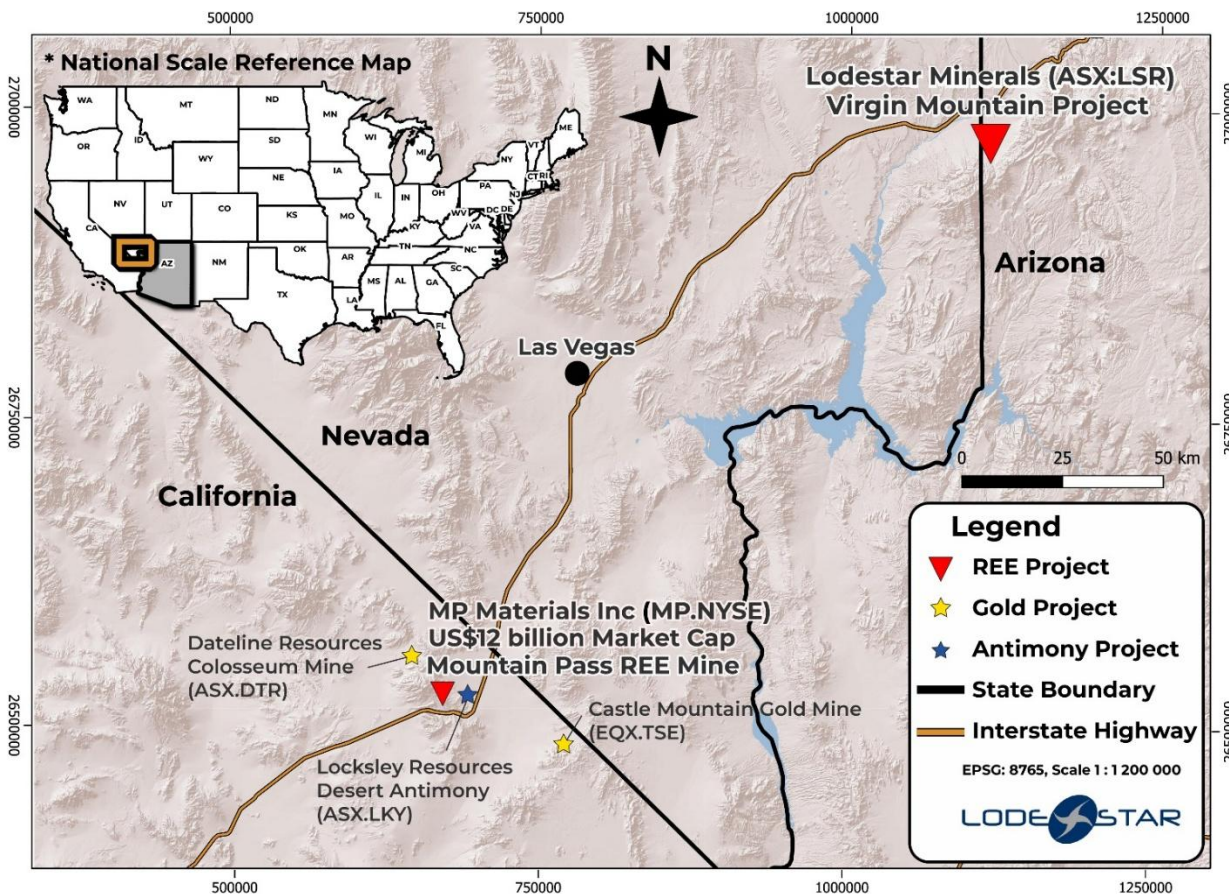 500000
750000
1000000
1250000
* National Scale Reference Map
WA
MT
ND
MN
ME
OR
ID
SD
WI
MI
VT
NY
WY
CT RI
NE
IA
PA
NJ
NV
UT
CO
IL
IN
OH
DC DE
CA
KS
MO
WV
VA
KY
AZ
NM
OK
AR
TN
NC
SC
TX
MS
AL
GA
LA
FL
N
Lodestar Minerals (ASX:LSR)
Virgin Mountain Project
Arizona
Las Vegas
Nevada
California
0 25 50 km
MP Materials Inc (MP.NYSE)
US$12 billion Market Cap
Mountain Pass REE Mine
Dateline Resources
Colosseum Mine
(ASX.DTR)
Castle Mountain Gold Mine
(EQX.TSE)
Locksley Resources
Desert Antimony
(ASX.LKY)
Legend
REE Project
Gold Project
Antimony Project
State Boundary
Interstate Highway
EPSG: 8765, Scale 1 : 1 200 000
LODESTAR
26750000
26500000
26750000
500000
750000
1000000
1250000